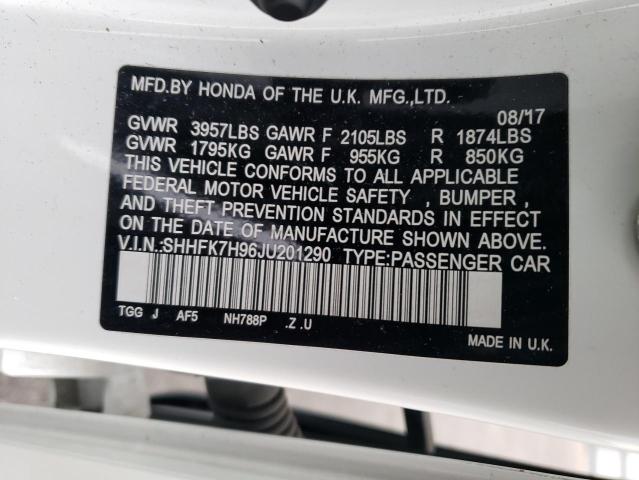 MFD.BY HONDA OF THE U.K. MFG.,LTD.
08/17
GVWR 3957LBS GAWR F 2105LBS R 1874LBS
GVWR 1795KG GAWR F 955KG R 850KG
THIS VEHICLE CONFORMS TO ALL APPLICABLE
FEDERAL MOTOR VEHICLE SAFETY , BUMPER ,
AND THEFT PREVENTION STANDARDS IN EFFECT
ON THE DATE OF MANUFACTURE SHOWN ABOVE.
V.I.N.:SHHFK7H96JU201290 TYPE:PASSENGER CAR
TGG J AF5 NH788P .Z .U
MADE IN U.K.